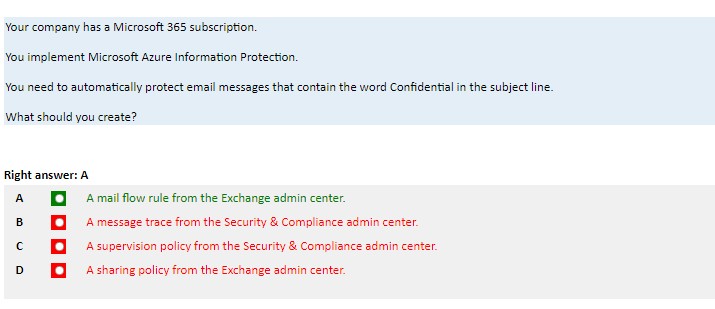 Your company has a Microsoft 365 subscription.
You implement Microsoft Azure Information Protection.
You need to automatically protect email messages that contain the word Confidential in the subject line.
What should you create?
Right answer: A
A A mail flow rule from the Exchange admin center.
B A message trace from the Security & Compliance admin center.
C A supervision policy from the Security & Compliance admin center.
D A sharing policy from the Exchange admin center.